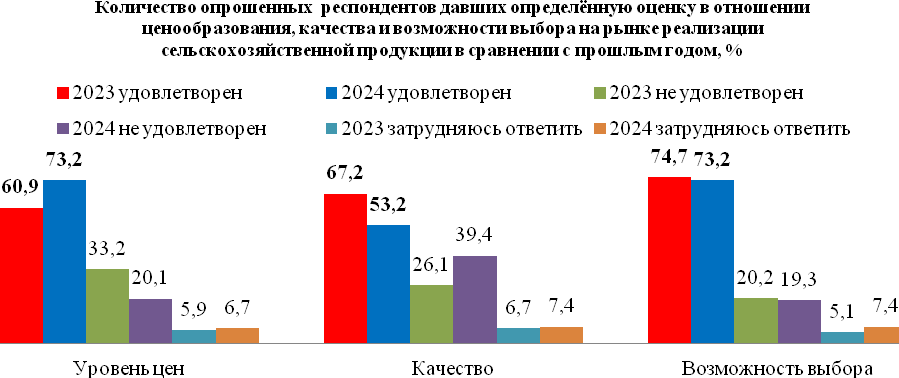 Количество опрошенных респондентов давших определённую оценку в отношении
ценообразования, качества и возможности выбора на рынке реализации
сельскохозяйственной продукции в сравнении с прошлым годом, %
2023 удовлетворен 2024 удовлетворен 2023 не удовлетворен
2024 не удовлетворен 2023 затрудняюсь ответить 2024 затрудняюсь ответить
60,9 73,2 33,2 20,1 5,9 6,7 67,2 53,2 26,1 39,4 6,7 7,4 74,7 73,2 20,2 19,3 5,1 7,4
Уровень цен Качество Возможность выбора